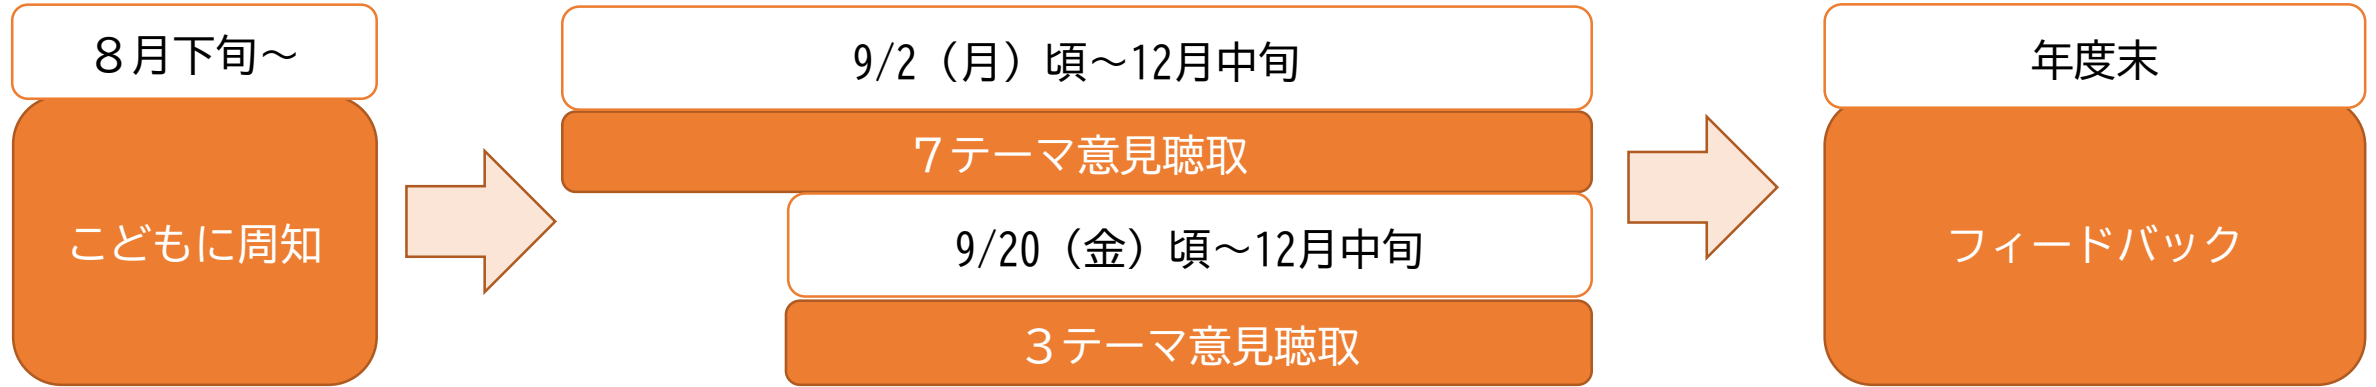 ８月下旬～
こどもに周知
9/2（月）頃～12月中旬
７テーマ意見聴取
9/20（金）頃～12月中旬
３テーマ意見聴取
年度末
フィードバック